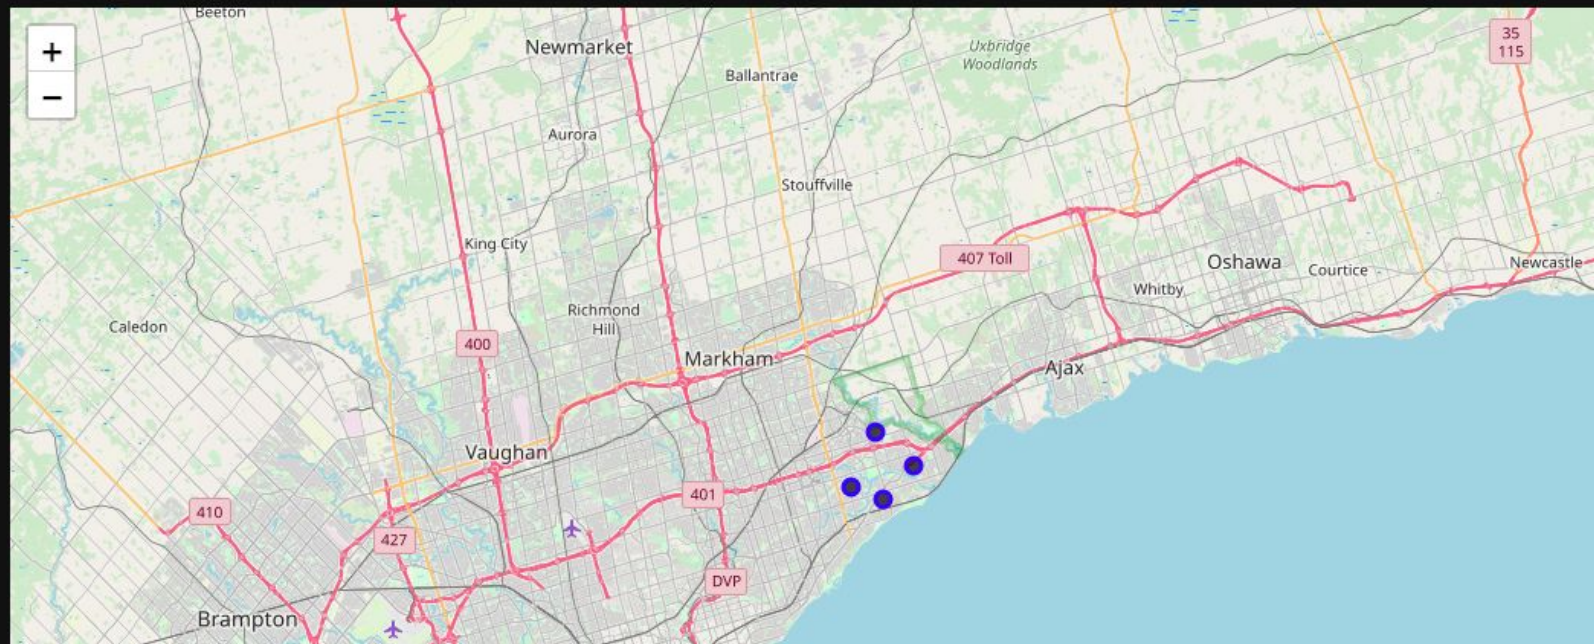 Beeton
+
−
Newmarket
35
115
Uxbridge
Woodlands
Ballantrae
Aurora
Stouffville
King City
407 Toll
Oshawa
Courtice
Newcastle
Whitby
Richmond
Hill
Caledon
400
Markham
Ajax
Vaughan
401
410
427
DVP
Brampton